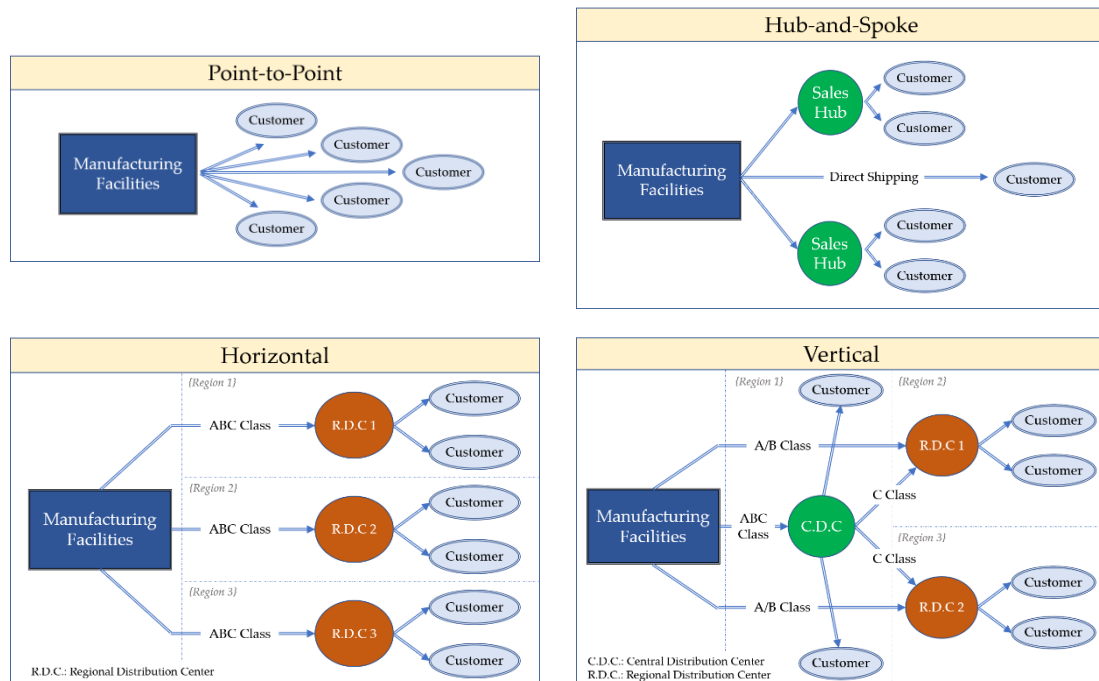 Point-to-Point
Manufacturing
Facilities
Customer
Customer
Customer
Customer
Customer
Hub-and-Spoke
Manufacturing
Facilities
Sales
Hub
Customer
Customer
Direct Shipping
Customer
Sales
Hub
Customer
Customer
Horizontal
{Region 1}
ABC Class
R.D.C 1
Customer
Customer
{Region 2}
Manufacturing
Facilities
ABC Class
R.D.C 2
Customer
Customer
{Region 3}
ABC Class
R.D.C 3
Customer
Customer
R.D.C.: Regional Distribution Center
Vertical
{Region 1}
Customer
{Region 2}
A/B Class
R.D.C 1
Customer
Customer
C Class
Manufacturing
Facilities
ABC
Class
C.D.C
{Region 3}
C Class
A/B Class
R.D.C 2
Customer
Customer
Customer
C.D.C.: Central Distribution Center
R.D.C.: Regional Distribution Center